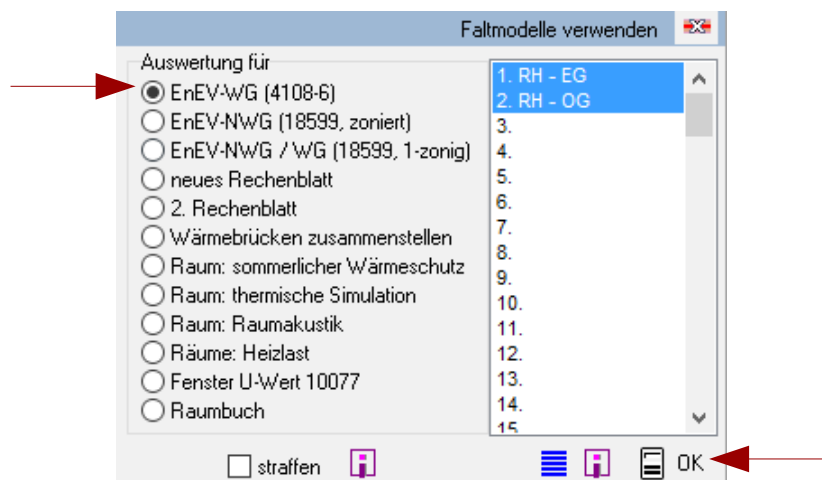 Faltmodelle verwenden
Auswertung für
EnEV-WG (4108-6)
EnEV-NWG (18599, zoniert)
EnEV-NWG / WG (18599, 1-zonig)
neues Rechenblatt
2. Rechenblatt
Wärmebrücken zusammenstellen
Raum: sommerlicher Wärmeschutz
Raum: thermische Simulation
Raum: Raumakustik
Räume: Heizlast
Fenster U-Wert 10077
Raumbuch
1. RH - EG
2. RH - OG
3.
4.
5.
6.
7.
8.
9.
10.
11.
12.
13.
14.
15.
straffen
OK